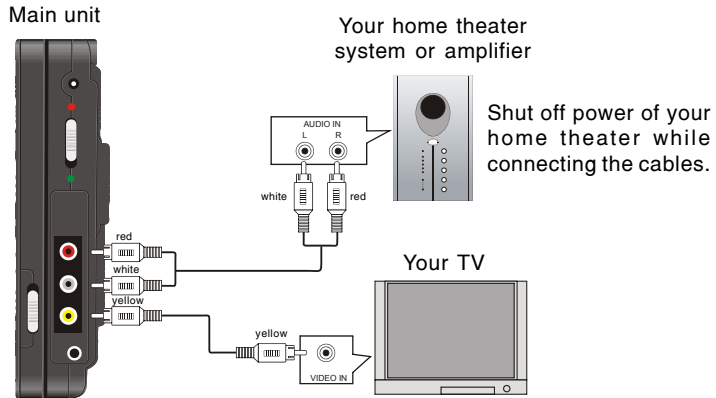 Main unit
Your home theater
system or amplifier
Shut off power of your
home theater while
connecting the cables.
AUDIO IN
L R
white
red
red
white
yellow
Your TV
yellow
VIDEO IN